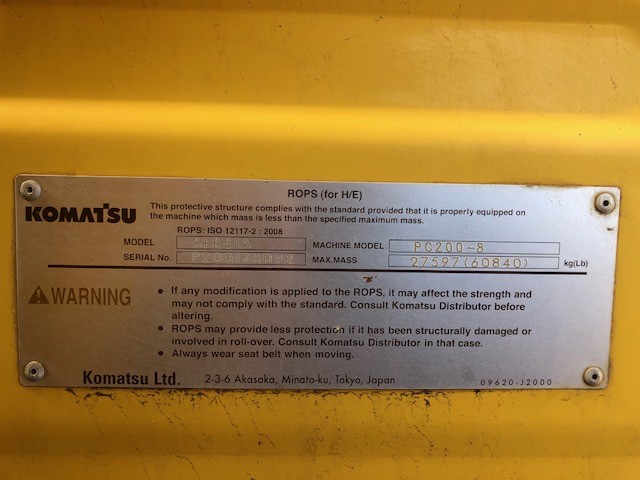 ROPS (for H/E)
KOMATSU
This protective structure complies with the standard provided that it is properly equipped on
the machine which mass is less than the specified maximum mass.
ROPS: ISO 12117-2 : 2008
MODEL MACHINE MODEL PC200-8
SERIAL No. MAX.MASS 27597(60840) kg(Lb)
WARNING
• If any modification is applied to the ROPS, it may affect the strength and
may not comply with the standard. Consult Komatsu Distributor before
altering.
• ROPS may provide less protection if it has been structurally damaged or
involved in roll-over. Consult Komatsu Distributor in that case.
• Always wear seat belt when moving.
Komatsu Ltd. 2-3-6 Akasaka, Minato-ku, Tokyo, Japan
09620-J2000